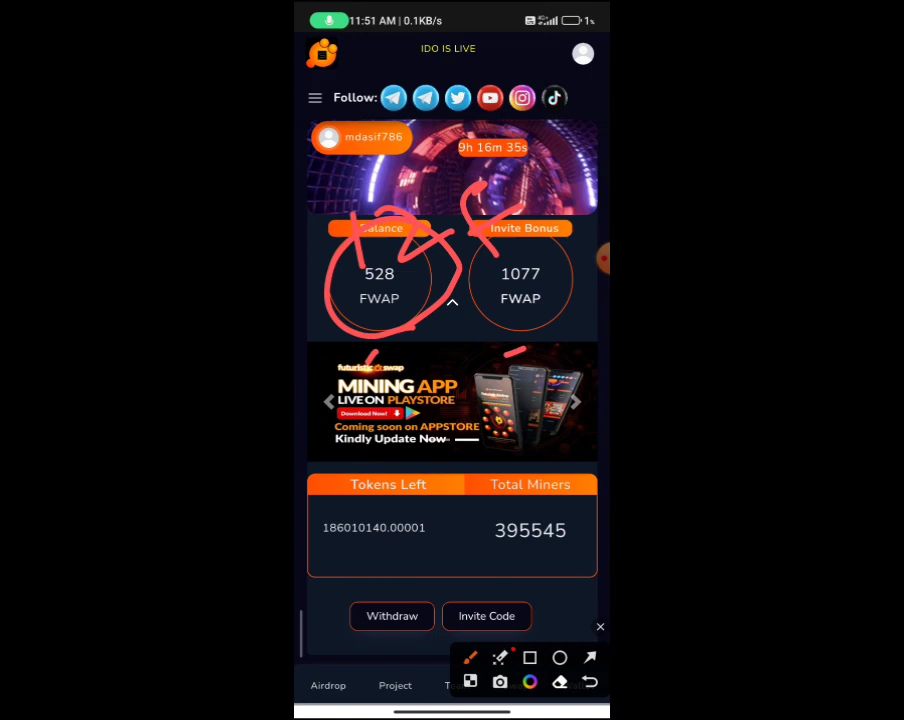 11:51 AM | 0.1KB/s
1%
IDO IS LIVE
Follow:
mdasif786
9h 16m 35s
Balance
Invite Bonus
528
1077
FWAP
FWAP
futuristic swap
MINING APP
LIVE ON PLAYSTORE
Download Now!
Coming soon on APPSTORE
Kindly Update Now
Tokens Left
Total Miners
186010140.00001
395545
Withdraw
Invite Code
Airdrop
Project